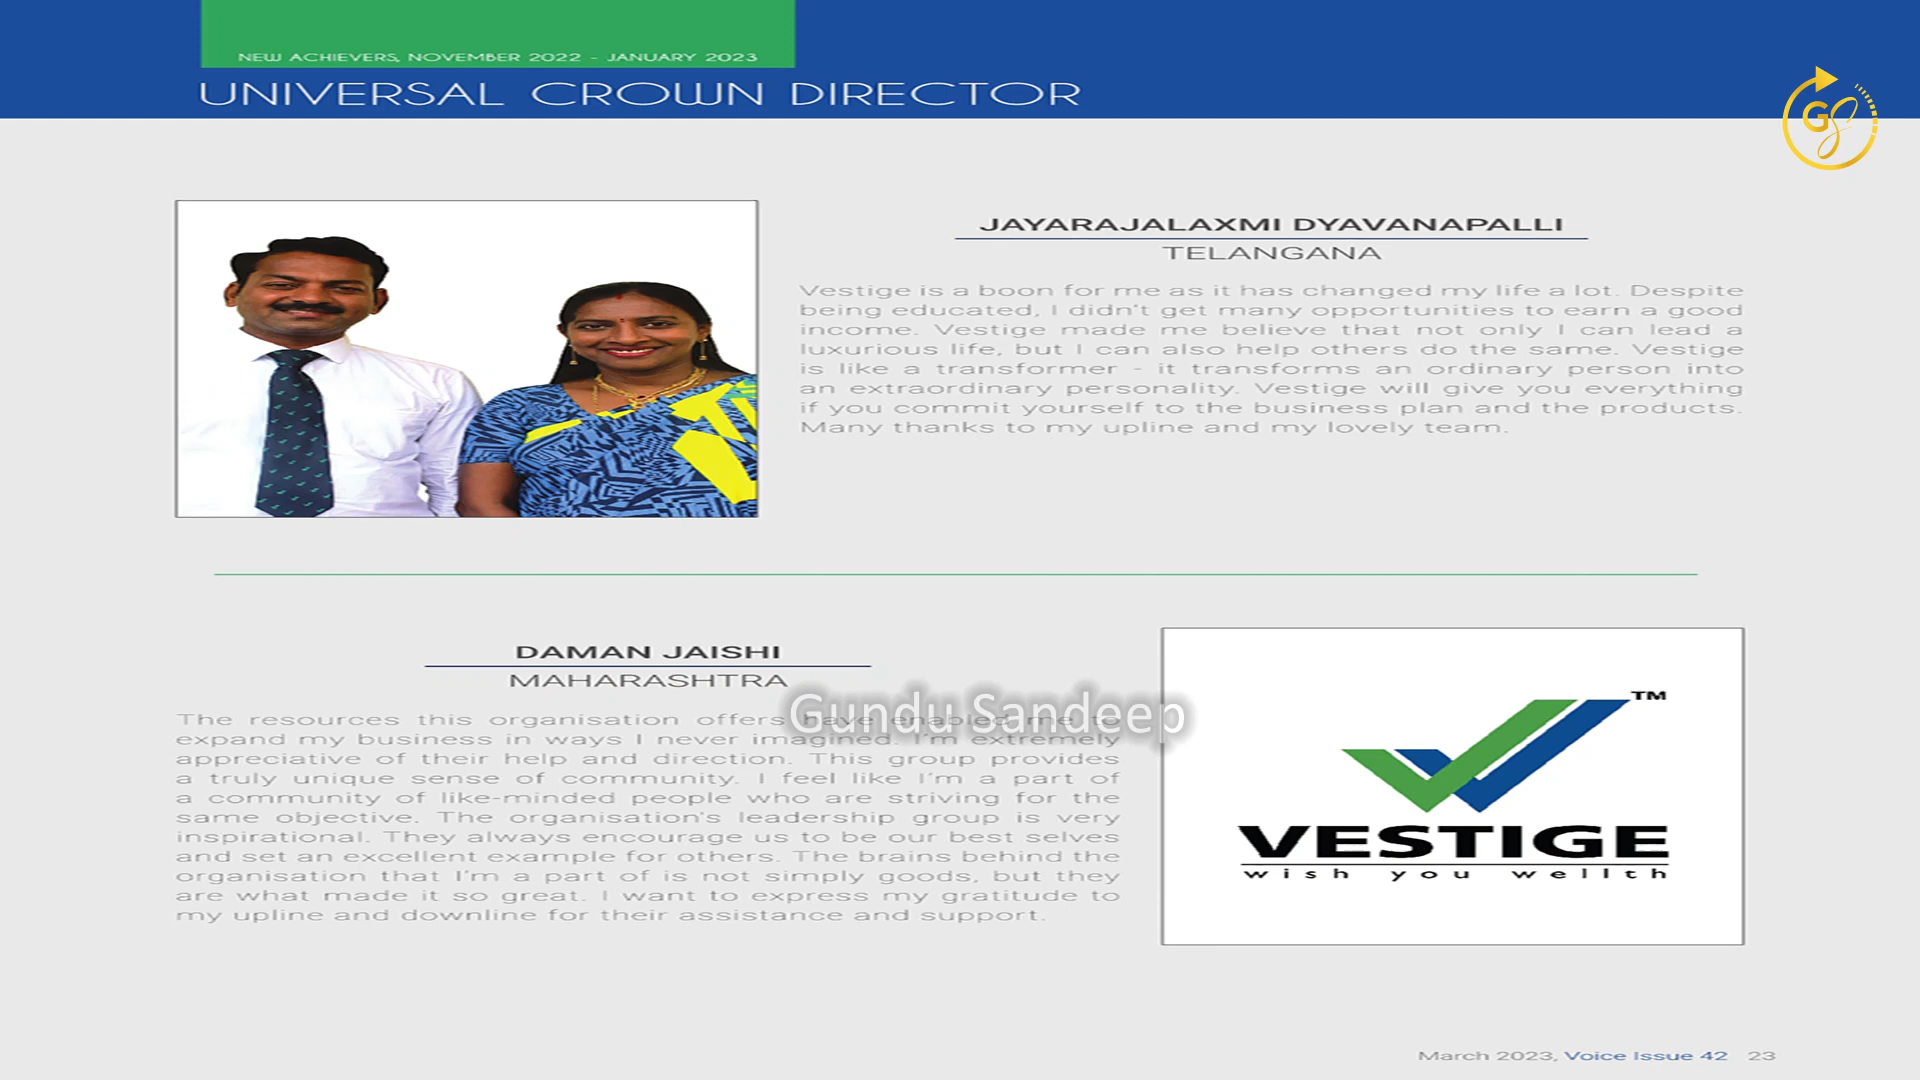 NEW ACHIEVERS, NOVEMBER 2022 - JANUARY 2023
UNIVERSAL CROWN DIRECTOR
GS
JAYARAJALAXMI DYAVANAPALLI
TELANGANA
Vestige is a boon for me as it has changed my life a lot. Despite
being educated, I didn't get many opportunities to earn a good
income. Vestige made me believe that not only I can lead a
luxurious life, but I can also help others do the same. Vestige
is like a transformer - it transforms an ordinary person into
an extraordinary personality. Vestige will give you everything
if you commit yourself to the business plan and the products.
Many thanks to my upline and my lovely team.
DAMAN JAISHI
MAHARASHTRA
The resources this organisation offers have enabled me to
expand my business in ways I never imagined. I'm extremely
appreciative of their help and direction. This group provides
a truly unique sense of community. I feel like I'm a part of
a community of like-minded people who are striving for the
same objective. The organisation's leadership group is very
inspirational. They always encourage us to be our best selves
and set an excellent example for others. The brains behind the
organisation that I'm a part of is not simply goods, but they
are what made it so great. I want to express my gratitude to
my upline and downline for their assistance and support.
Gundu Sandeep
TM
VESTIGE
wish you wellth
March 2023, Voice Issue 42 23